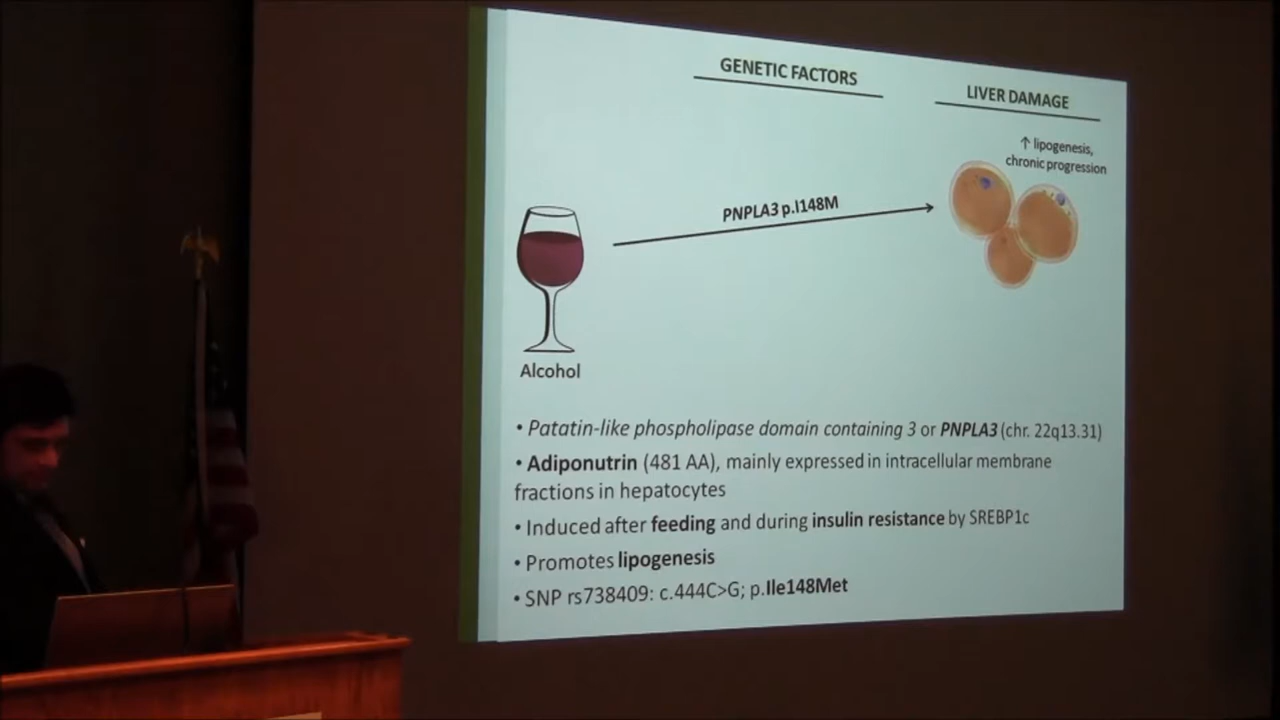 GENETIC FACTORS
LIVER DAMAGE
↑ lipogenesis,
chronic progression
PNPLA3 p.I148M
Alcohol
• Patatin-like phospholipase domain containing 3 or PNPLA3 (chr. 22q13.31)
• Adiponutrin (481 AA), mainly expressed in intracellular membrane
fractions in hepatocytes
• Induced after feeding and during insulin resistance by SREBP1c
• Promotes lipogenesis
• SNP rs738409: c.444C>G; p.Ile148Met